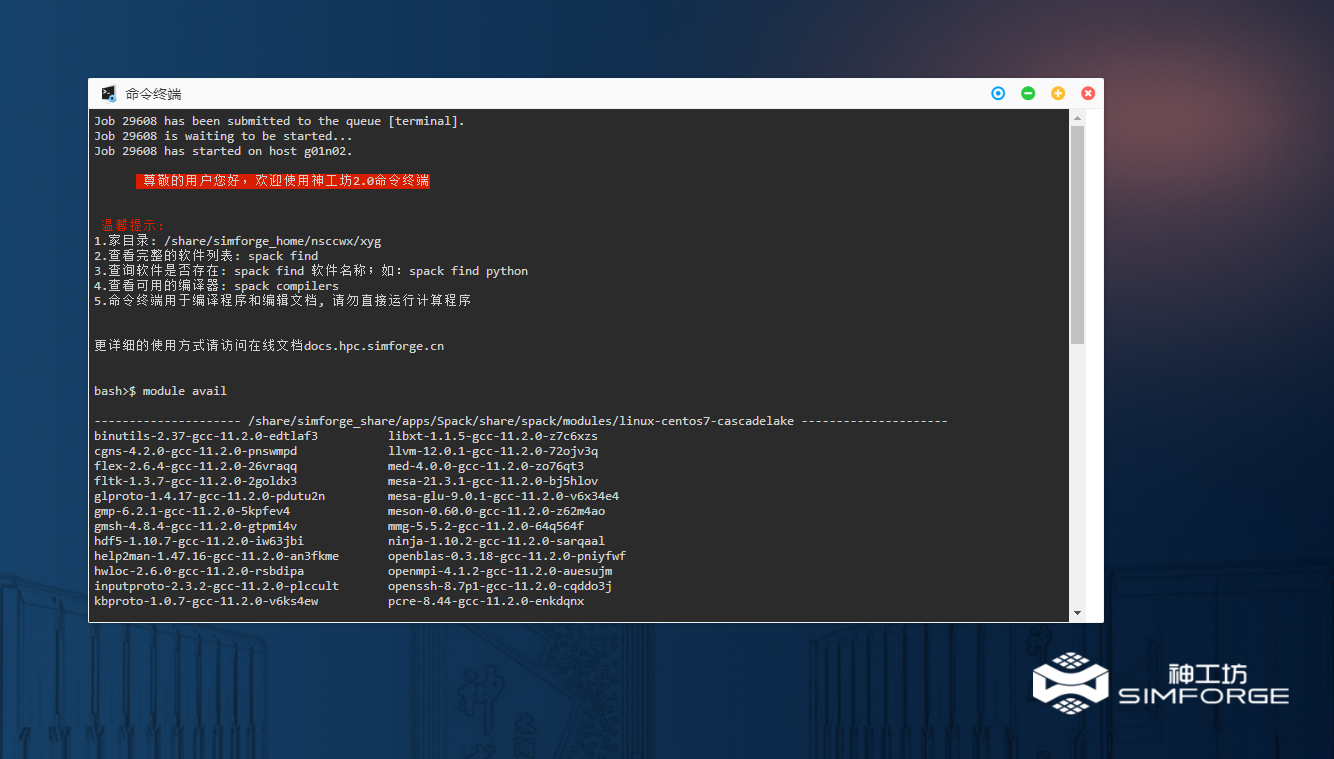 命令终端
Job 29608 has been submitted to the queue [terminal].
Job 29608 is waiting to be started...
Job 29608 has started on host g01n02.
尊敬的用户您好，欢迎使用神工坊2.0命令终端
温馨提示：
1.家目录: /share/simforge_home/nsccwx/xyg
2.查看完整的软件列表: spack find
3.查询软件是否存在: spack find 软件名称；如: spack find python
4.查看可用的编译器: spack compilers
5.命令终端用于编译程序和编辑文档, 请勿直接运行计算程序
更详细的使用方式请访问在线文档docs.hpc.simforge.cn
bash>$ module avail
--------------------- /share/simforge_share/apps/Spack/share/spack/modules/linux-centos7-cascadelake ---------------------
binutils-2.37-gcc-11.2.0-edtlaf3 libxt-1.1.5-gcc-11.2.0-z7c6xzs
cgns-4.2.0-gcc-11.2.0-pnswmpd llvm-12.0.1-gcc-11.2.0-72ojv3q
flex-2.6.4-gcc-11.2.0-26vraqq med-4.0.0-gcc-11.2.0-zo76qt3
fltk-1.3.7-gcc-11.2.0-2goldx3 mesa-21.3.1-gcc-11.2.0-bj5hlov
glproto-1.4.17-gcc-11.2.0-pdutu2n mesa-glu-9.0.1-gcc-11.2.0-v6x34e4
gmp-6.2.1-gcc-11.2.0-5kpfev4 meson-0.60.0-gcc-11.2.0-z62m4ao
gmsh-4.8.4-gcc-11.2.0-gtpmi4v mmg-5.5.2-gcc-11.2.0-64q564f
hdf5-1.10.7-gcc-11.2.0-iw63jbi ninja-1.10.2-gcc-11.2.0-sarqaal
help2man-1.47.16-gcc-11.2.0-an3fkme openblas-0.3.18-gcc-11.2.0-pniyfwf
hwloc-2.6.0-gcc-11.2.0-rsbdipa openmpi-4.1.2-gcc-11.2.0-auesujm
inputproto-2.3.2-gcc-11.2.0-plccult openssh-8.7p1-gcc-11.2.0-cqddo3j
kbproto-1.0.7-gcc-11.2.0-v6ks4ew pcre-8.44-gcc-11.2.0-enkdqnx
神工坊
SIMFORGE